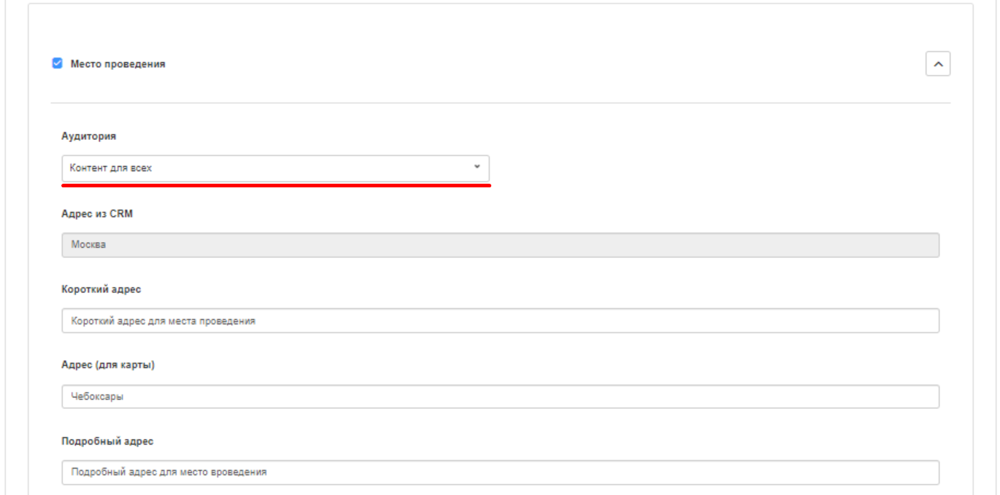 Место проведения
Аудитория
Контент для всех
Адрес из CRM
Москва
Короткий адрес
Короткий адрес для места проведения
Адрес (для карты)
Чебоксары
Подробный адрес
Подробный адрес для место вроведения